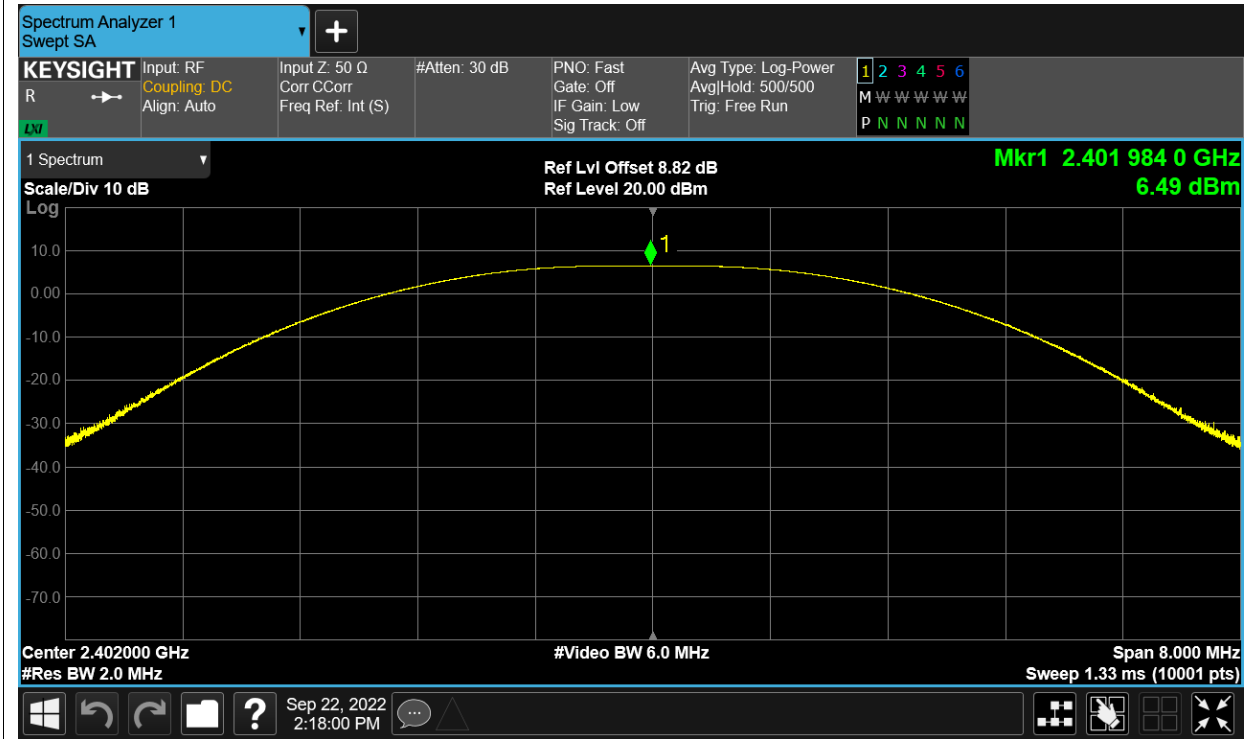 Spectrum Analyzer 1
Swept SA
KEYSIGHT
R
LXI
Input: RF
Coupling: DC
Align: Auto
Input Z: 50 Ω
Corr CCorr
Freq Ref: Int (S)
#Atten: 30 dB
PNO: Fast
Gate: Off
IF Gain: Low
Sig Track: Off
Avg Type: Log-Power
Avg|Hold: 500/500
Trig: Free Run
1 2 3 4 5 6
M W W W W W W
P N N N N N N
1 Spectrum
Scale/Div 10 dB
Ref Lvl Offset 8.82 dB
Ref Level 20.00 dBm
Mkr1 2.401 984 0 GHz
6.49 dBm
Log
1
10.0
0.00
-10.0
-20.0
-30.0
-40.0
-50.0
-60.0
-70.0
Center 2.402000 GHz
#Video BW 6.0 MHz
Span 8.000 MHz
#Res BW 2.0 MHz
Sweep 1.33 ms (10001 pts)
?
Sep 22, 2022
2:18:00 PM